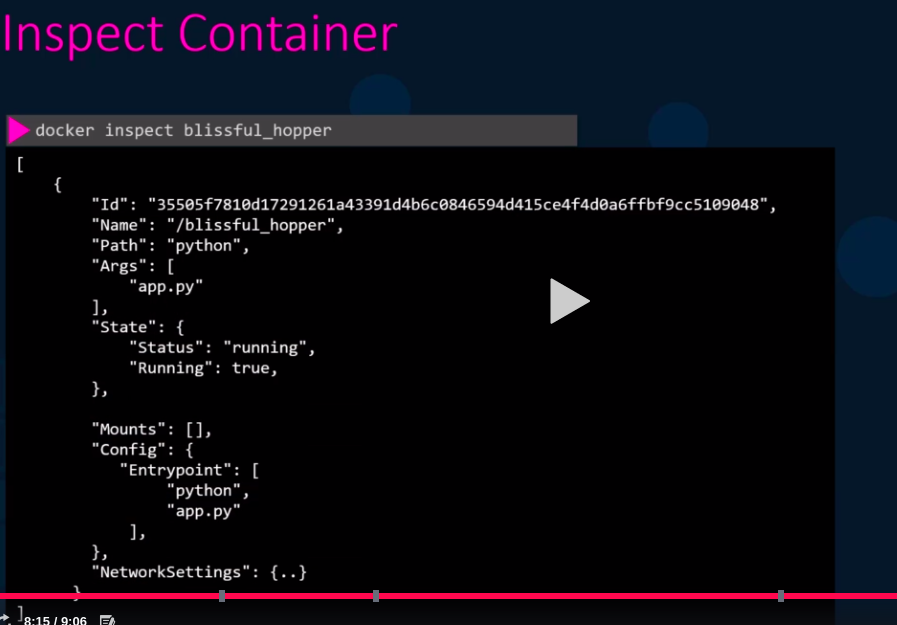 Inspect Container
docker inspect blissful_hopper
[
{
"Id": "35505f7810d17291261a43391d4b6c0846594d415ce4f4d0a6ffbf9cc5109048",
"Name": "/blissful_hopper",
"Path": "python",
"Args": [
"app.py"
],
"State": {
"Status": "running",
"Running": true,
},
"Mounts": [],
"Config": {
"Entrypoint": [
"python",
"app.py"
],
},
"NetworkSettings": {..}
}
]
8:15 / 9:06